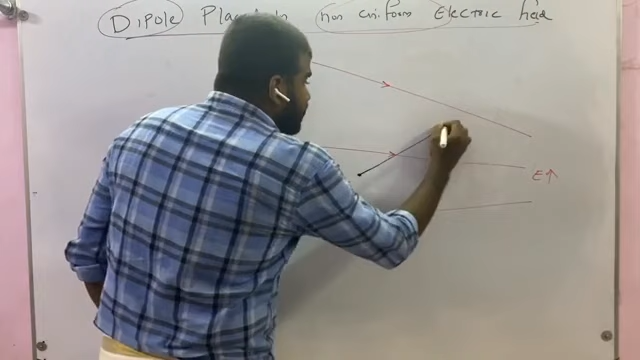 Dipole Placed in non uniform Electric field
E↑